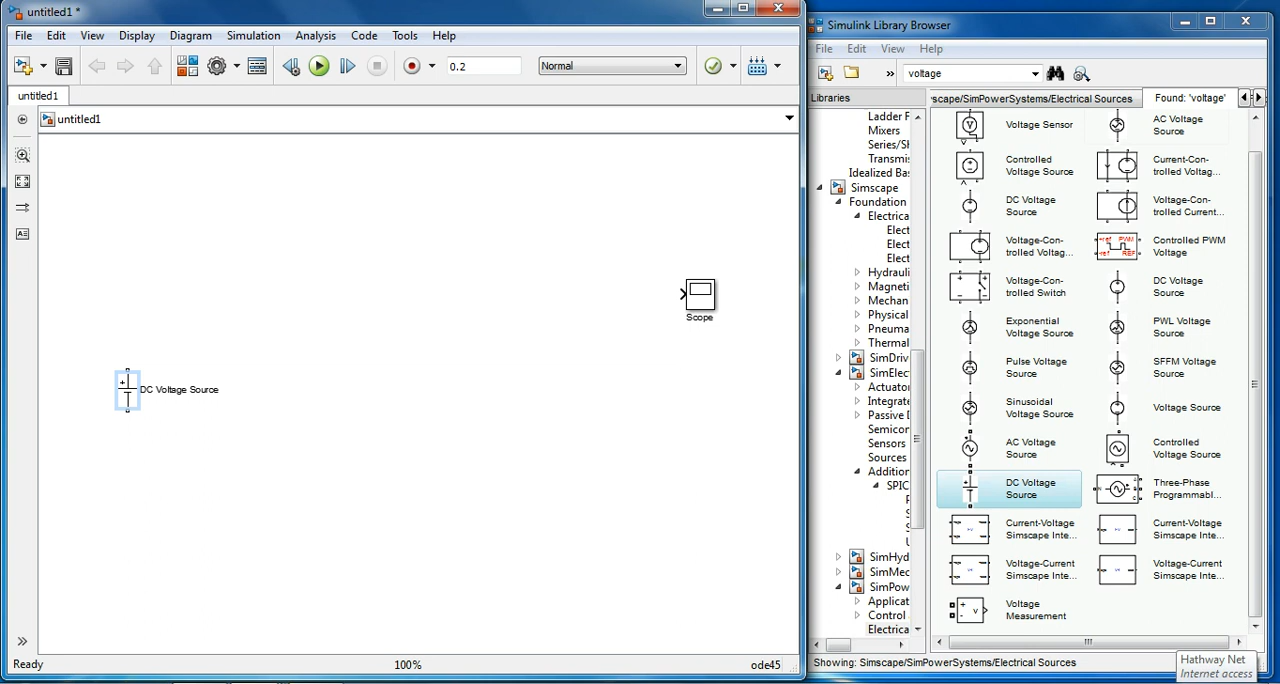 untitled1 *
File Edit View Display Diagram Simulation Analysis Code Tools Help
0.2
Normal
untitled1
untitled1
Scope
+
DC Voltage Source
Ready
100%
ode45
Simulink Library Browser
File Edit View Help
voltage
Libraries
scape/SimPowerSystems/Electrical Sources
Found: 'voltage'
Ladder F
Mixers
Series/SH
Transmis
Idealized Bas
Simscape
Foundation
Electrica
Elect
Elect
Elect
Hydrauli
Magneti
Mechan
Physical
Pneuma
Thermal
SimDriv
SimElect
Actuator
Integrate
Passive D
Semicon
Sensors
Sources
Addition
SPIC
SimHyd
SimMec
SimPow
Applicat
Control
Electrica
Voltage Sensor
AC Voltage
Source
Controlled
Voltage Source
Current-Con-
trolled Voltag...
DC Voltage
Source
Voltage-Con-
trolled Current...
Voltage-Con-
trolled Voltag...
Controlled PWM
Voltage
Voltage-Con-
trolled Switch
DC Voltage
Source
Exponential
Voltage Source
PWL Voltage
Source
Pulse Voltage
Source
SFFM Voltage
Source
Sinusoidal
Voltage Source
Voltage Source
AC Voltage
Source
Controlled
Voltage Source
DC Voltage
Source
Three-Phase
Programmabl...
Current-Voltage
Simscape Inte...
Current-Voltage
Simscape Inte...
Voltage-Current
Simscape Inte...
Voltage-Current
Simscape Inte...
Voltage
Measurement
Showing: Simscape/SimPowerSystems/Electrical Sources
Hathway Net
Internet access